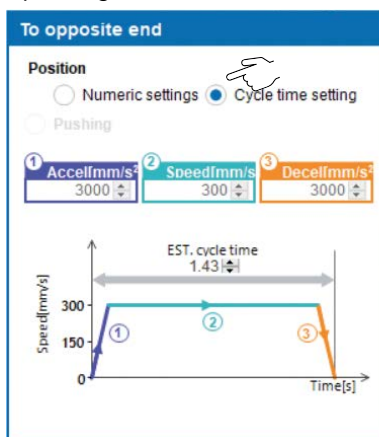 To opposite end
Position
Numeric settings Cycle time setting
Pushing
1 Accel[mm/s² 2 Speed[mm/s 3 Decel[mm/s²
3000 300 3000
EST. cycle time
1.43
Speed[mm/s]
300
150
0
1 2 3
Time[s]